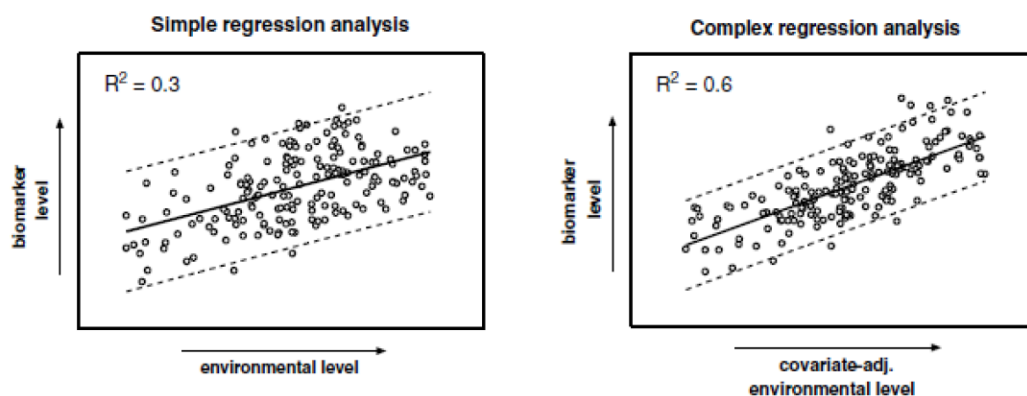 Simple regression analysis
R² = 0.3
biomarker
level
environmental level
Complex regression analysis
R² = 0.6
biomarker
level
covariate-adj.
environmental level